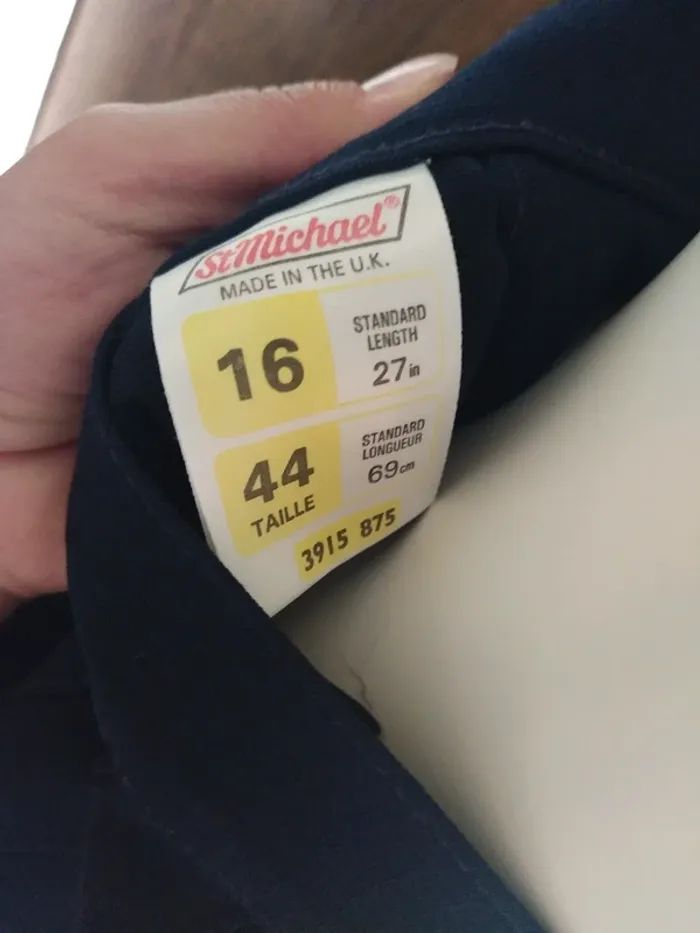 StMichael®
MADE IN THE U.K.
16
STANDARD
LENGTH
27in
44
TAILLE
STANDARD
LONGUEUR
69cm
3915 875